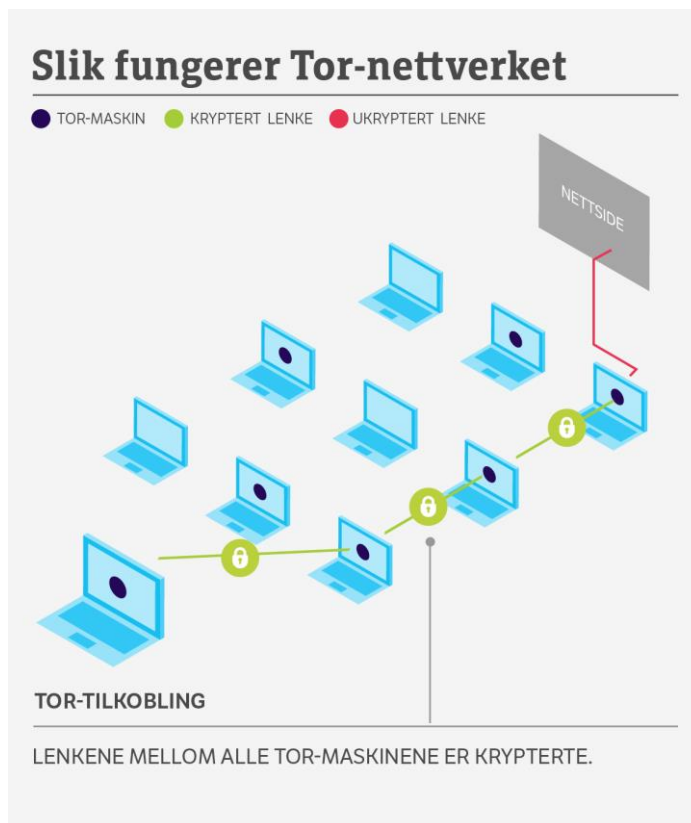 Slik fungerer Tor-nettverket
TOR-MASKIN KRYPTERT LENKE UKRYPTERT LENKE
NETTSIDE
TOR-TILKOBLING
LENKENE MELLOM ALLE TOR-MASKINENE ER KRYPTERTE.